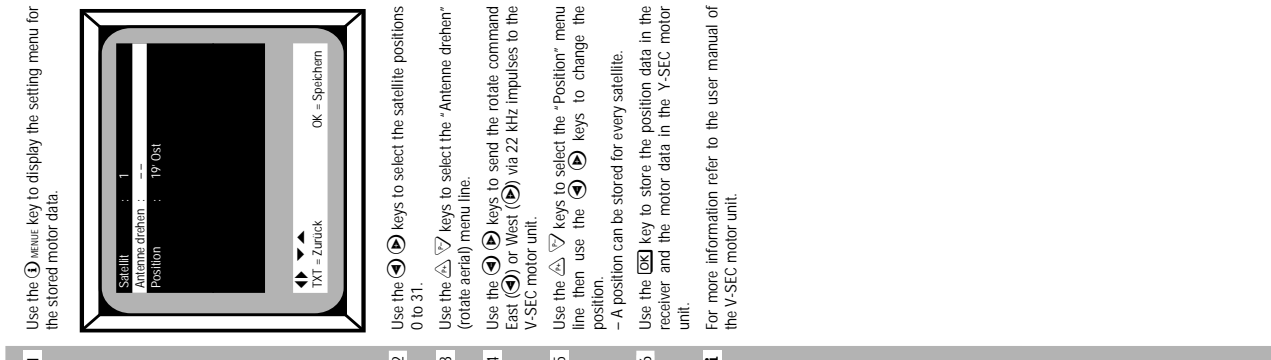 1
Use the i MENUE key to display the setting menu for
the stored motor data.
Satellit : 1
Antenne drehen : – –
Position : 19° Ost
TXT = Zurück OK = Speichern
2
Use the keys to select the satellite positions
0 to 31.
3
Use the P+ P- keys to select the "Antenne drehen"
(rotate aerial) menu line.
4
Use the keys to send the rotate command
East () or West () via 22 kHz impulses to the
V-SEC motor unit.
5
Use the P+ P- keys to select the "Position" menu
line then use the keys to change the
position.
– A position can be stored for every satellite.
6
Use the OK key to store the position data in the
receiver and the motor data in the Y-SEC motor
unit.
i
For more information refer to the user manual of
the V-SEC motor unit.